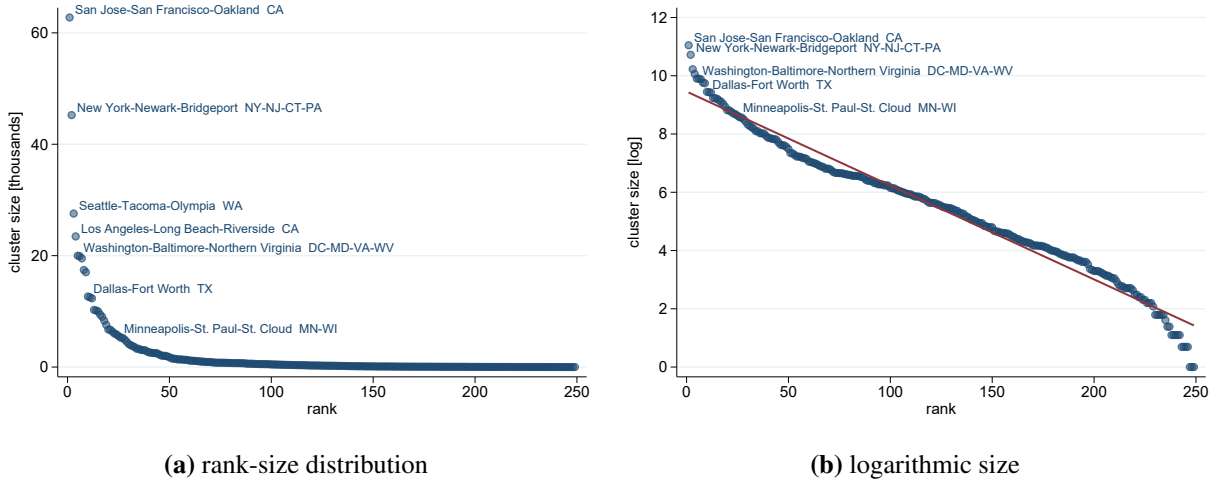 San Jose-San Francisco-Oakland CA
New York-Newark-Bridgeport NY-NJ-CT-PA
Seattle-Tacoma-Olympia WA
Los Angeles-Long Beach-Riverside CA
Washington-Baltimore-Northern Virginia DC-MD-VA-WV
Dallas-Fort Worth TX
Minneapolis-St. Paul-St. Cloud MN-WI
cluster size [thousands]
60
40
20
0
0 50 100 150 200 250
rank
(a) rank-size distribution
San Jose-San Francisco-Oakland CA
New York-Newark-Bridgeport NY-NJ-CT-PA
Washington-Baltimore-Northern Virginia DC-MD-VA-WV
Dallas-Fort Worth TX
Minneapolis-St. Paul-St. Cloud MN-WI
cluster size [log]
12
10
8
6
4
2
0
0 50 100 150 200 250
rank
(b) logarithmic size